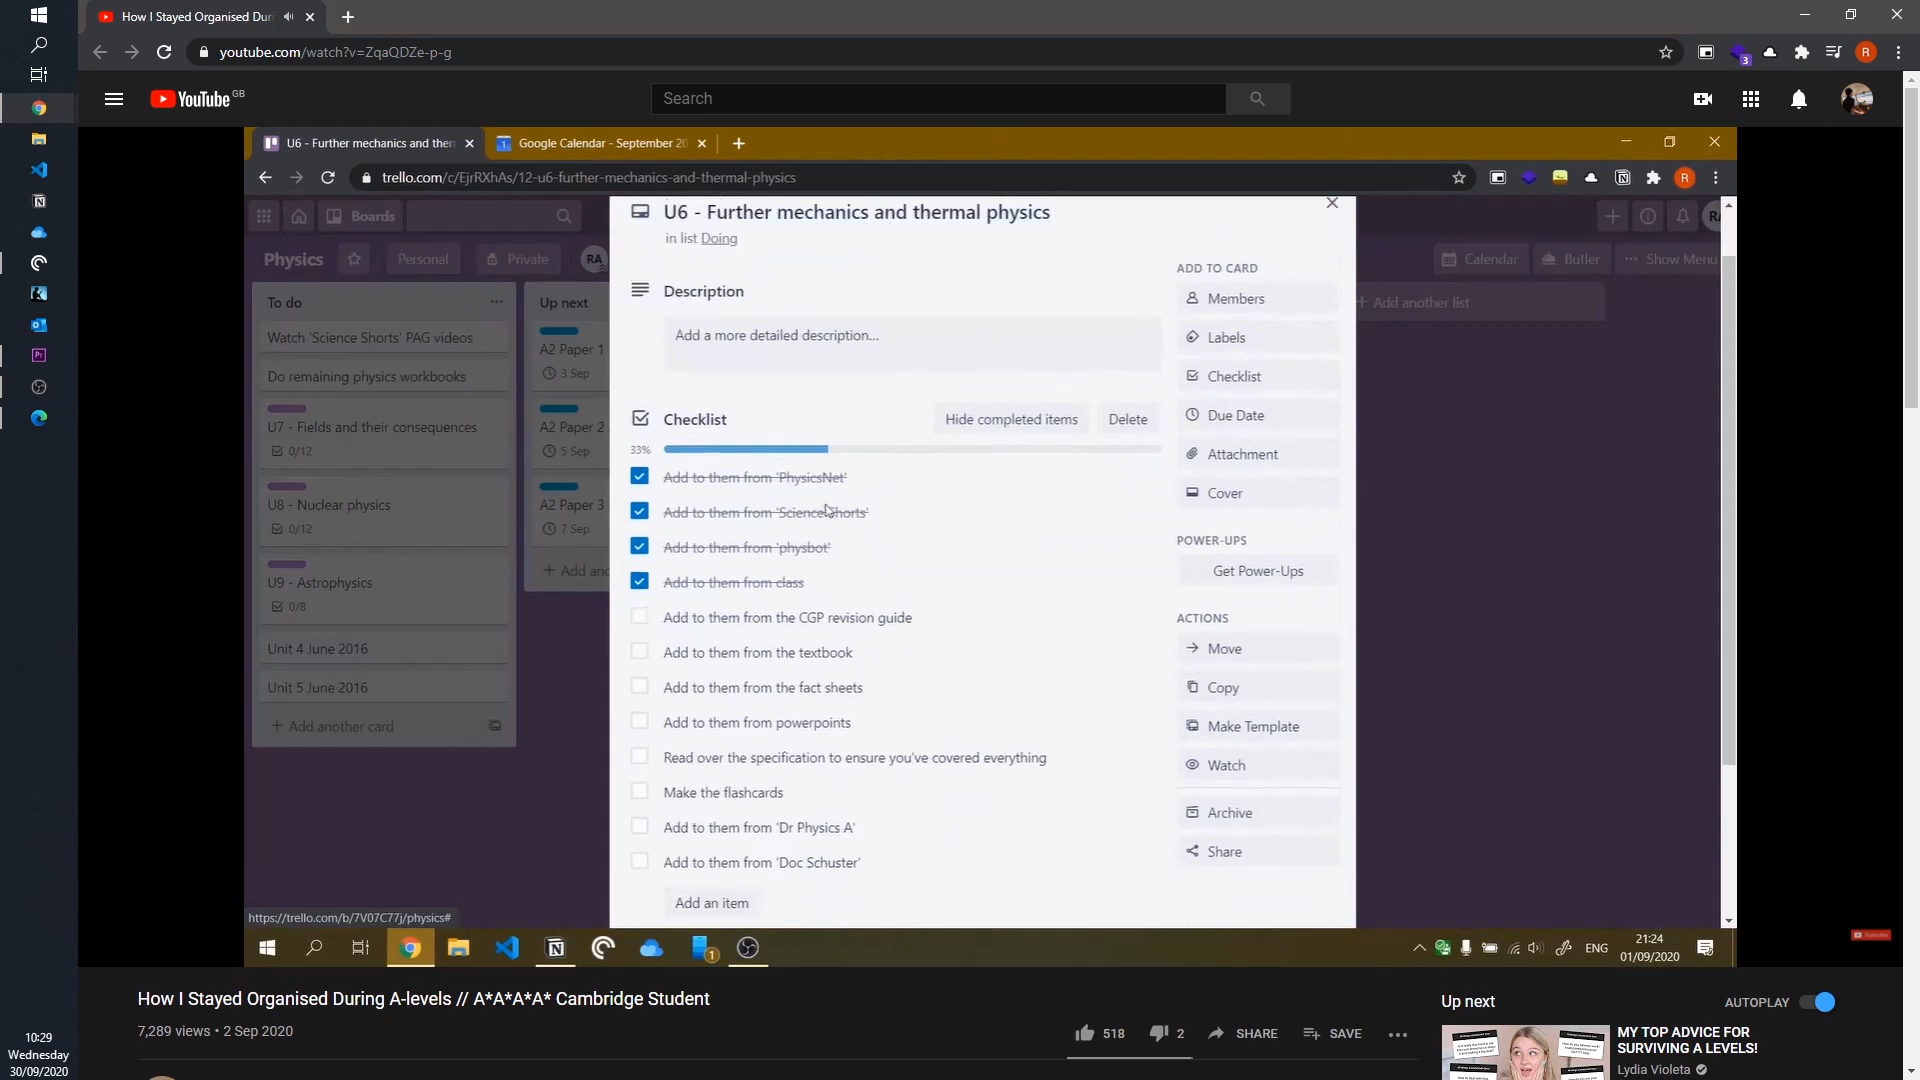 How I Stayed Organised Duri
youtube.com/watch?v=ZqaQDZe-p-g
3
R
YouTube GB
Search
U6 - Further mechanics and ther
Google Calendar - September 20
trello.com/c/EjrRXhAs/12-u6-further-mechanics-and-thermal-physics
R
Boards
RA
Physics
Personal
Private
RA
Calendar
Butler
Show Menu
To do
Watch 'Science Shorts' PAG videos
Do remaining physics workbooks
U7 - Fields and their consequences
0/12
U8 - Nuclear physics
0/12
U9 - Astrophysics
0/8
Unit 4 June 2016
Unit 5 June 2016
+ Add another card
Up next
A2 Paper 1
3 Sep
A2 Paper 2
5 Sep
A2 Paper 3
7 Sep
+ Add an
U6 - Further mechanics and thermal physics
in list Doing
Description
Add a more detailed description...
Checklist
Hide completed items
Delete
33%
Add to them from 'PhysicsNet'
Add to them from 'Science Shorts'
Add to them from 'physbot'
Add to them from class
Add to them from the CGP revision guide
Add to them from the textbook
Add to them from the fact sheets
Add to them from powerpoints
Read over the specification to ensure you've covered everything
Make the flashcards
Add to them from 'Dr Physics A'
Add to them from 'Doc Schuster'
Add an item
ADD TO CARD
Members
Labels
Checklist
Due Date
Attachment
Cover
POWER-UPS
Get Power-Ups
ACTIONS
Move
Copy
Make Template
Watch
Archive
Share
+ Add another list
https://trello.com/b/7V07C77j/physics#
1
ENG
21:24
01/09/2020
How I Stayed Organised During A-levels // A*A*A*A* Cambridge Student
7,289 views • 2 Sep 2020
518
2
SHARE
SAVE
Up next
AUTOPLAY
MY TOP ADVICE FOR
SURVIVING A LEVELS!
Lydia Violeta
10:29
Wednesday
30/09/2020